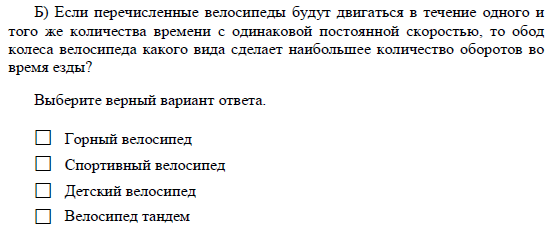 Б) Если перечисленные велосипеды будут двигаться в течение одного и
того же количества времени с одинаковой постоянной скоростью, то обод
колеса велосипеда какого вида сделает наибольшее количество оборотов во
время езды?
Выберите верный вариант ответа.
Горный велосипед
Спортивный велосипед
Детский велосипед
Велосипед тандем